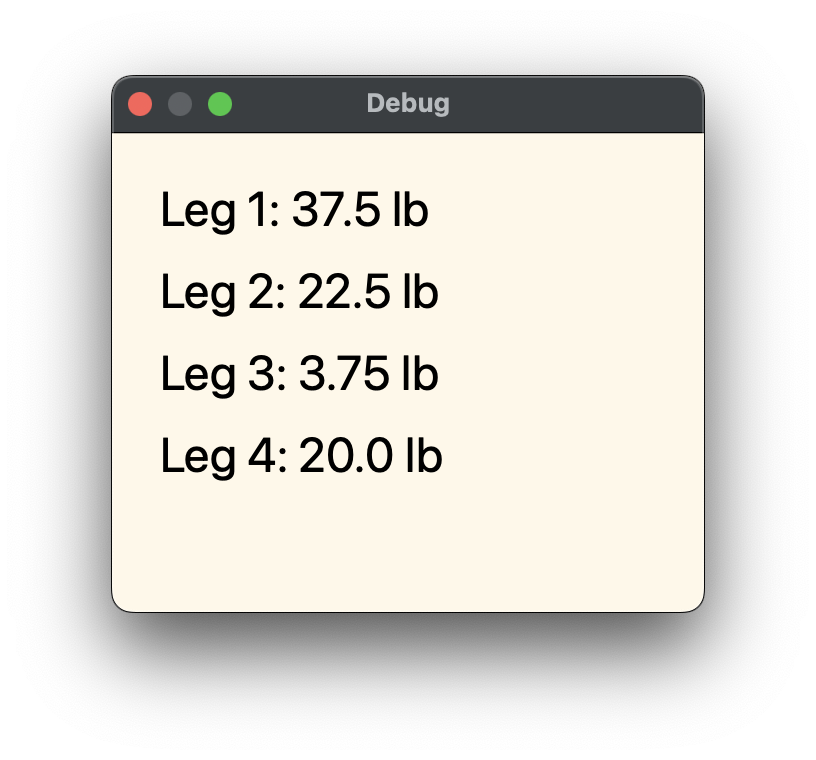 Debug
Leg 1: 37.5 lb
Leg 2: 22.5 lb
Leg 3: 3.75 lb
Leg 4: 20.0 lb